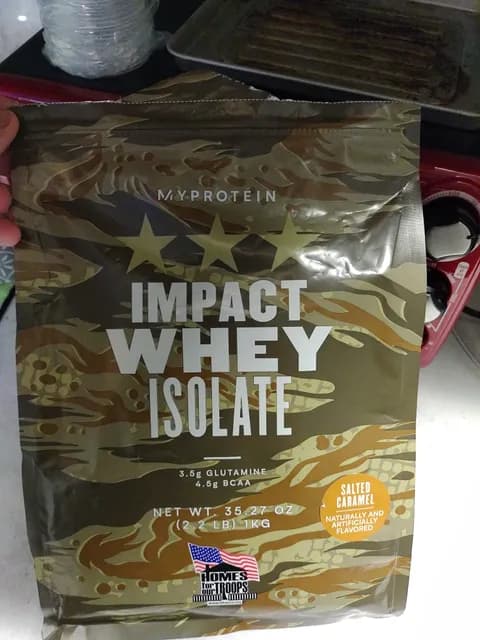 MYPROTEIN
IMPACT
WHEY
ISOLATE
3.5g GLUTAMINE
4.5g BCAA
NET WT. 35.27 OZ
(2.2 LB) 1KG
SALTED
CARAMEL
NATURALLY AND
ARTIFICIALLY
FLAVORED
HOMES
for
our TROOPS